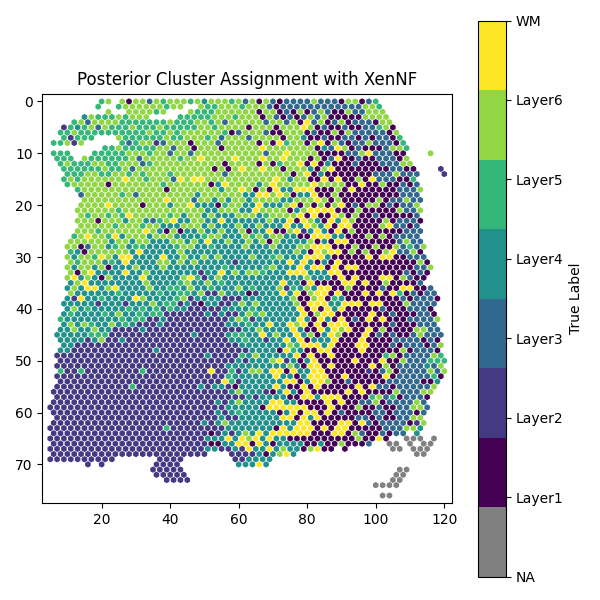 Posterior Cluster Assignment with XenNF
0
10
20
30
40
50
60
70
20
40
60
80
100
120
WM
Layer6
Layer5
Layer4
Layer3
Layer2
Layer1
NA
True Label